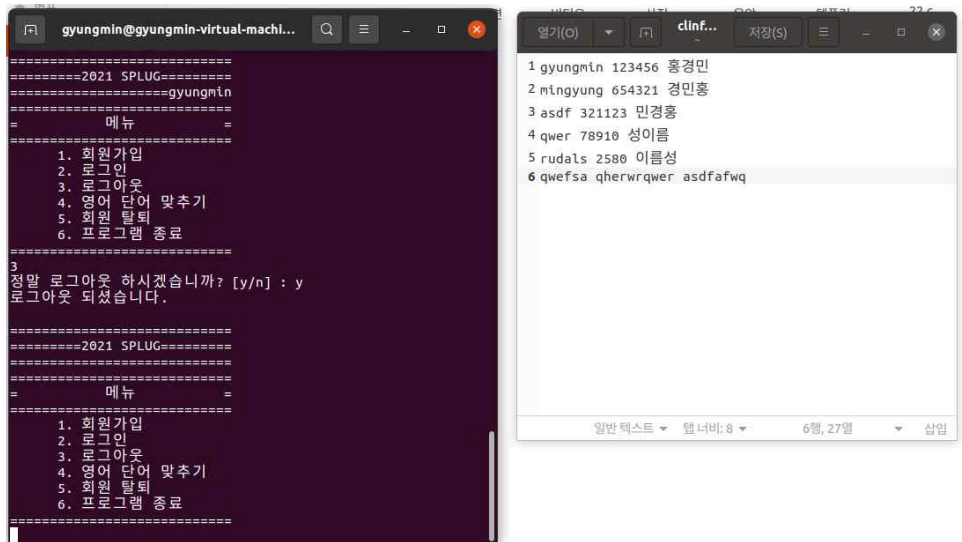 gyungmin@gyungmin-virtual-machi...
============================
=========2021 SPLUG=========
====================gyungmin
============================
= 메뉴 =
============================
1. 회원가입
2. 로그인
3. 로그아웃
4. 영어 단어 맞추기
5. 회원 탈퇴
6. 프로그램 종료
============================
3
정말 로그아웃 하시겠습니까? [y/n] : y
로그아웃 되셨습니다.
============================
=========2021 SPLUG=========
============================
============================
= 메뉴 =
============================
1. 회원가입
2. 로그인
3. 로그아웃
4. 영어 단어 맞추기
5. 회원 탈퇴
6. 프로그램 종료
============================
열기(O) clinf... 저장(S)
~
1 gyungmin 123456 홍경민
2 mingyung 654321 경민홍
3 asdf 321123 민경홍
4 qwer 78910 성이름
5 rudals 2580 이름성
6 qwefsa qherwrqwer asdfafwq
일반 텍스트 탭 너비: 8 6행, 27열 삽입